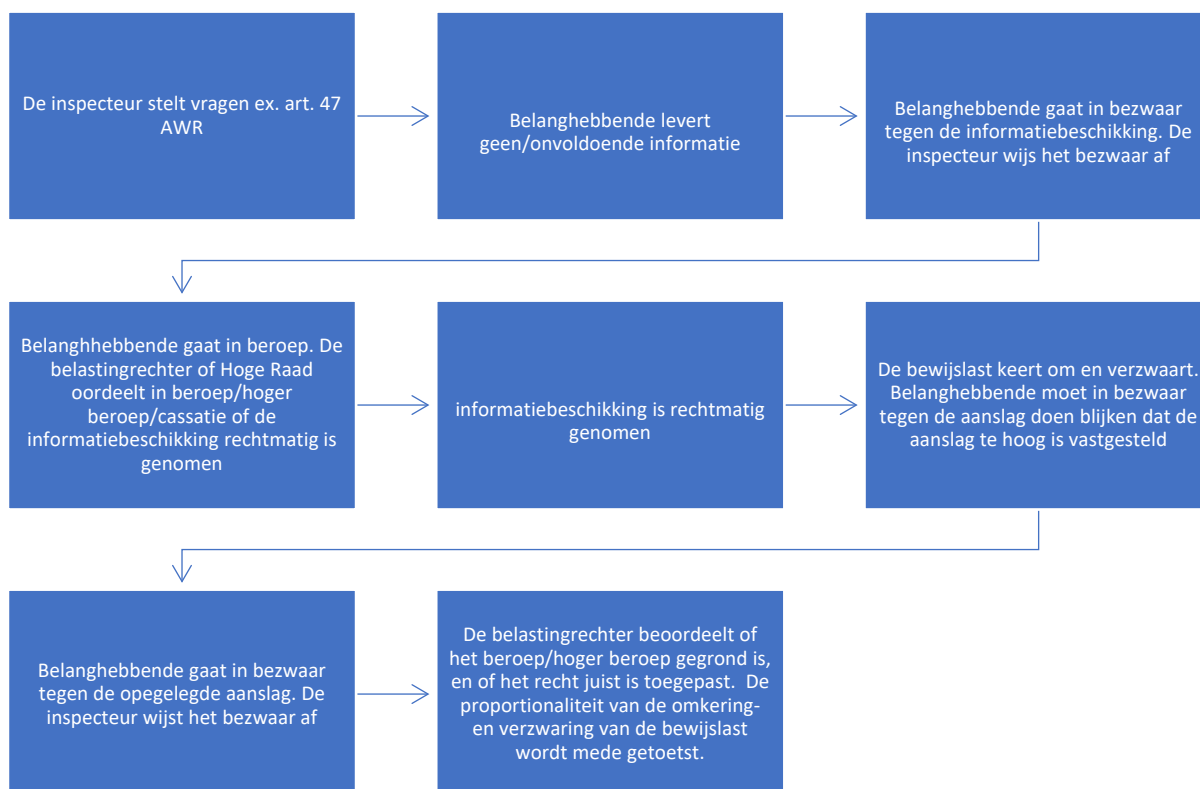 De inspecteur stelt vragen ex. art. 47
AWR
Belanghebbende levert
geen/onvoldoende informatie
Belanghebbende gaat in bezwaar
tegen de informatiebeschikking. De
inspecteur wijs het bezwaar af
Belanghhebbende gaat in beroep. De
belastingrechter of Hoge Raad
oordeelt in beroep/hoger
beroep/cassatie of de
informatiebeschikking rechtmatig is
genomen
informatiebeschikking is rechtmatig
genomen
De bewijslast keert om en verzwaart.
Belanghebbende moet in bezwaar
tegen de aanslag doen blijken dat de
aanslag te hoog is vastgesteld
Belanghebbende gaat in bezwaar
tegen de opegelegde aanslag. De
inspecteur wijst het bezwaar af
De belastingrechter beoordeelt of
het beroep/hoger beroep gegrond is,
en of het recht juist is toegepast. De
proportionaliteit van de omkering-
en verzwaring van de bewijslast
wordt mede getoetst.